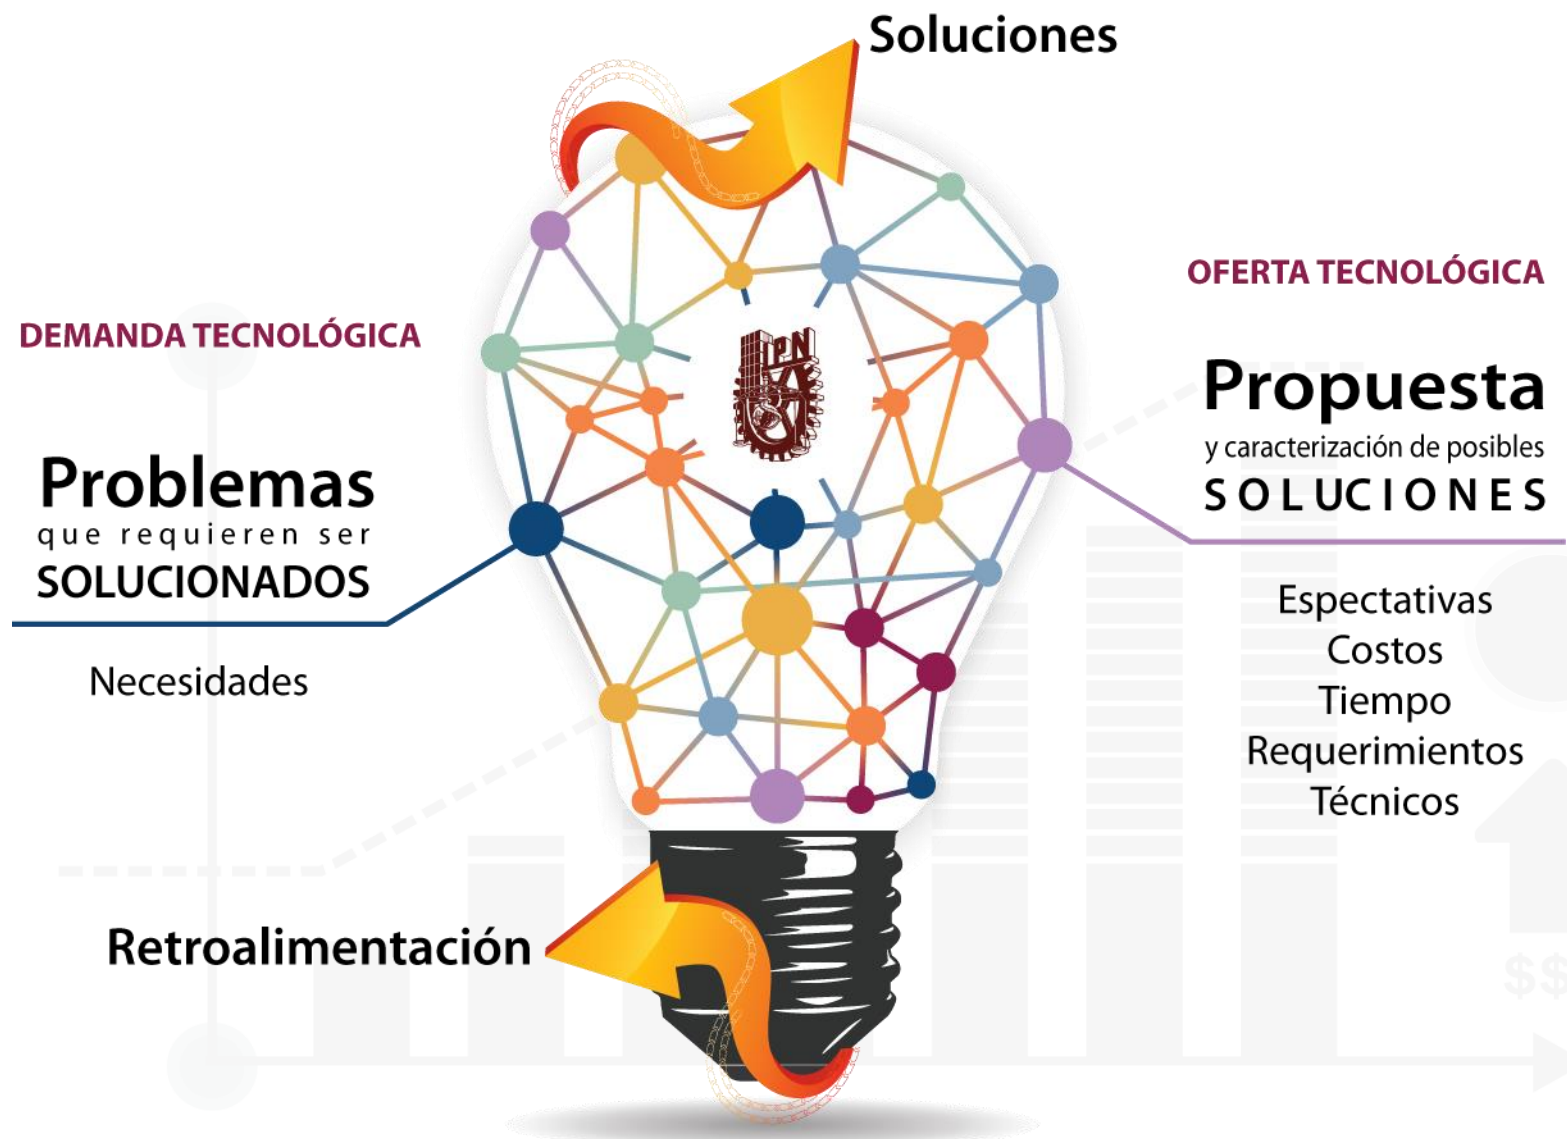 Soluciones
DEMANDA TECNOLÓGICA
Problemas
que requieren ser
SOLUCIONADOS
Necesidades
IPN
OFERTA TECNOLÓGICA
Propuesta
y caracterización de posibles
SOLUCIONES
Espectativas
Costos
Tiempo
Requerimientos
Técnicos
Retroalimentación
$$